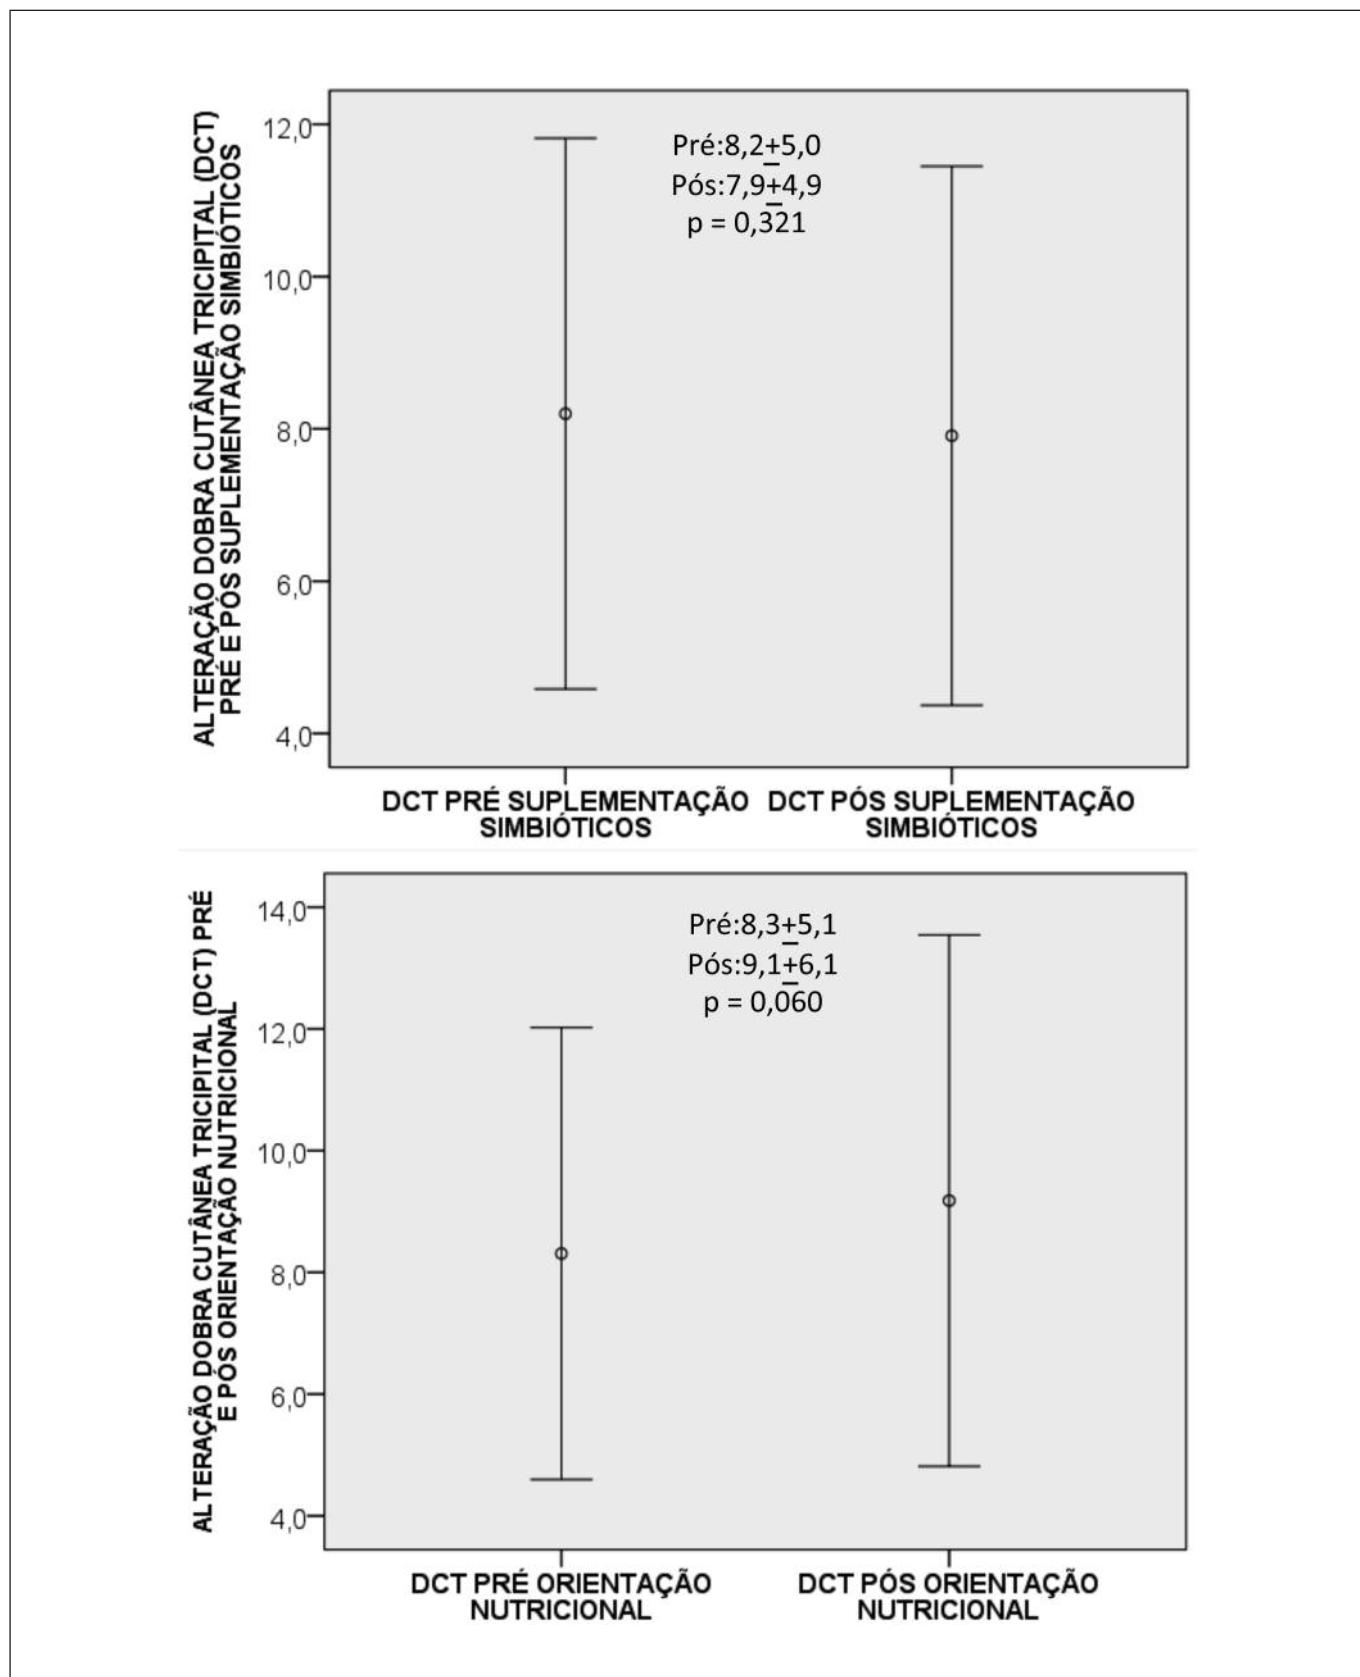 ALTERAÇÃO DOBRA CUTÂNEA TRICIPITAL (DCT)
PRÉ E PÓS SUPLEMENTAÇÃO SIMBIÓTICOS
12,0
10,0
8,0
6,0
4,0
Pré:8,2±5,0
Pós:7,9±4,9
p = 0,321
DCT PRÉ SUPLEMENTAÇÃO
SIMBIÓTICOS
DCT PÓS SUPLEMENTAÇÃO
SIMBIÓTICOS
ALTERAÇÃO DOBRA CUTÂNEA TRICIPITAL (DCT) PRÉ
E PÓS ORIENTAÇÃO NUTRICIONAL
14,0
12,0
10,0
8,0
6,0
4,0
Pré:8,3±5,1
Pós:9,1±6,1
p = 0,060
DCT PRÉ ORIENTAÇÃO
NUTRICIONAL
DCT PÓS ORIENTAÇÃO
NUTRICIONAL